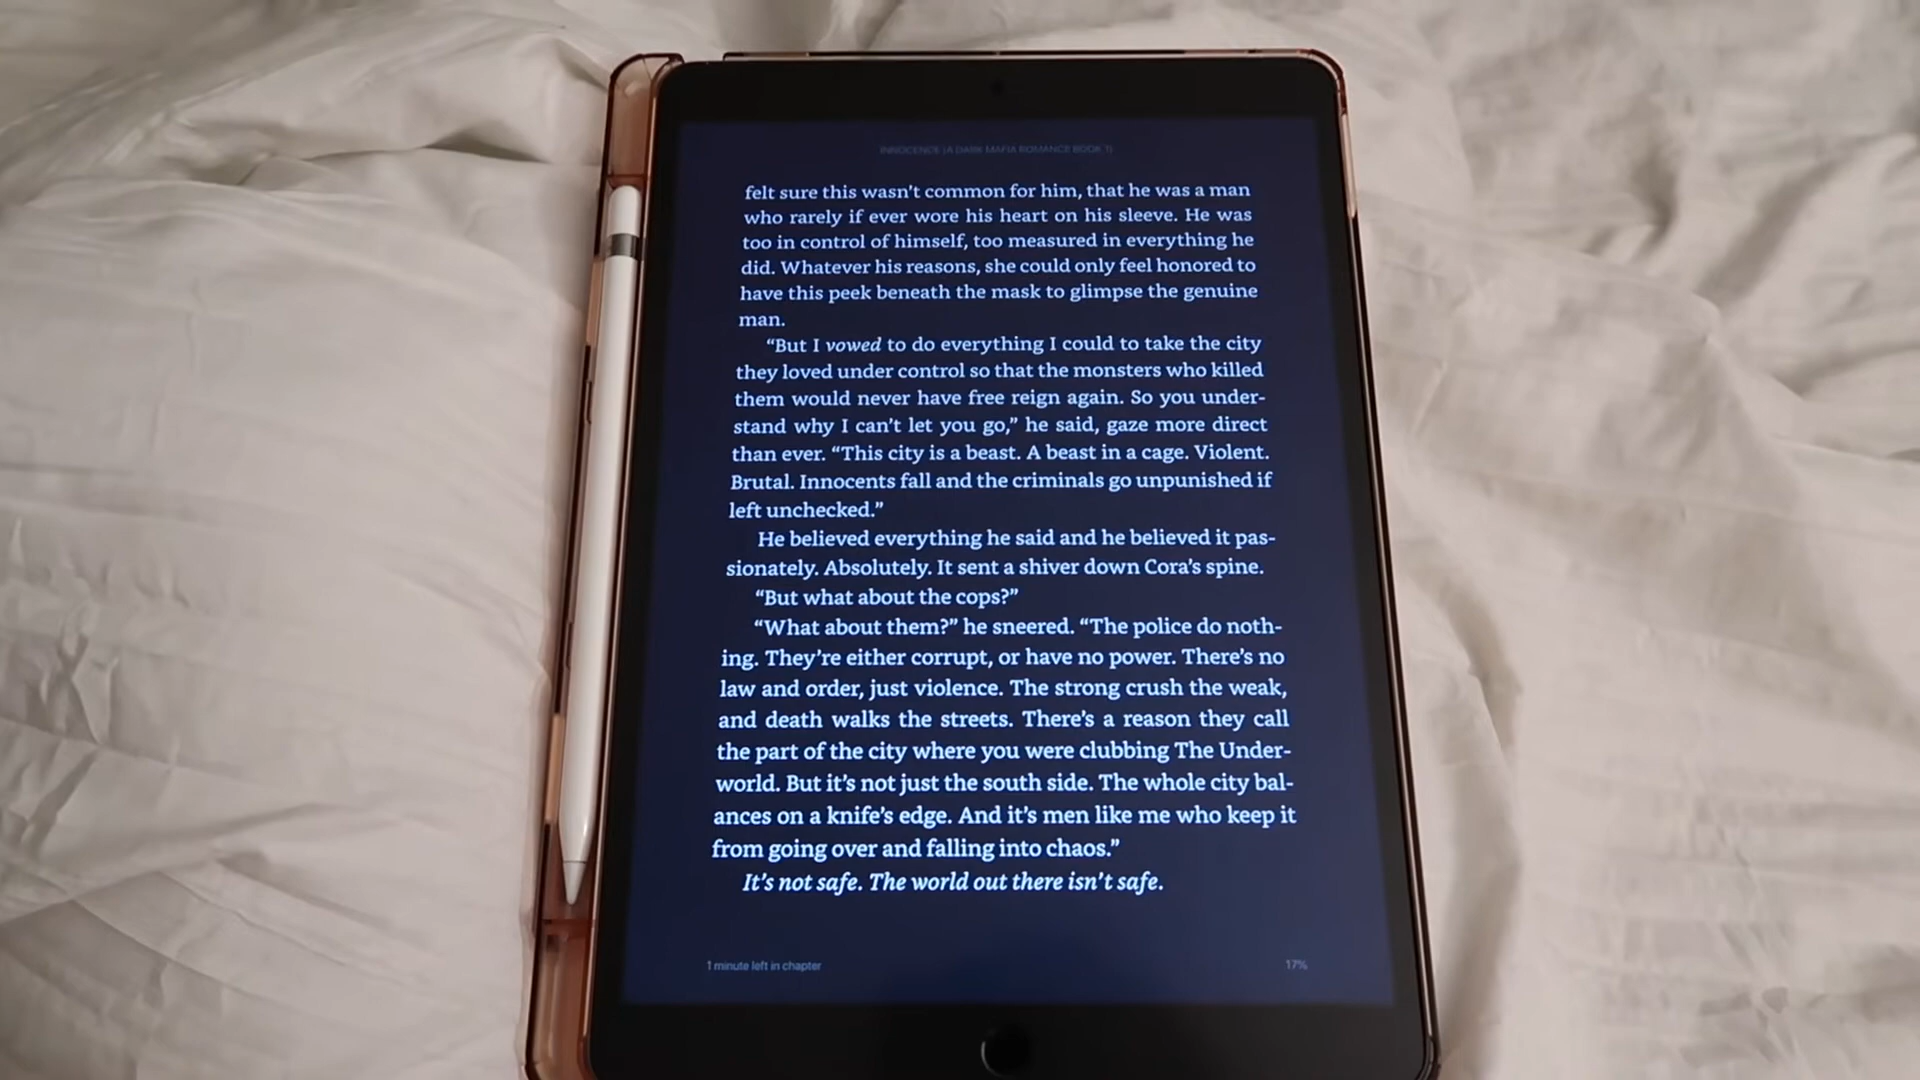 INNOCENCE (A DARK MAFIA ROMANCE BOOK 1)
felt sure this wasn't common for him, that he was a man
who rarely if ever wore his heart on his sleeve. He was
too in control of himself, too measured in everything he
did. Whatever his reasons, she could only feel honored to
have this peek beneath the mask to glimpse the genuine
man.
“But I vowed to do everything I could to take the city
they loved under control so that the monsters who killed
them would never have free reign again. So you under-
stand why I can't let you go,” he said, gaze more direct
than ever. “This city is a beast. A beast in a cage. Violent.
Brutal. Innocents fall and the criminals go unpunished if
left unchecked.”
He believed everything he said and he believed it pas-
sionately. Absolutely. It sent a shiver down Cora's spine.
“But what about the cops?”
“What about them?” he sneered. “The police do noth-
ing. They're either corrupt, or have no power. There's no
law and order, just violence. The strong crush the weak,
and death walks the streets. There's a reason they call
the part of the city where you were clubbing The Under-
world. But it's not just the south side. The whole city bal-
ances on a knife's edge. And it's men like me who keep it
from going over and falling into chaos.”
It's not safe. The world out there isn't safe.
1 minute left in chapter
17%